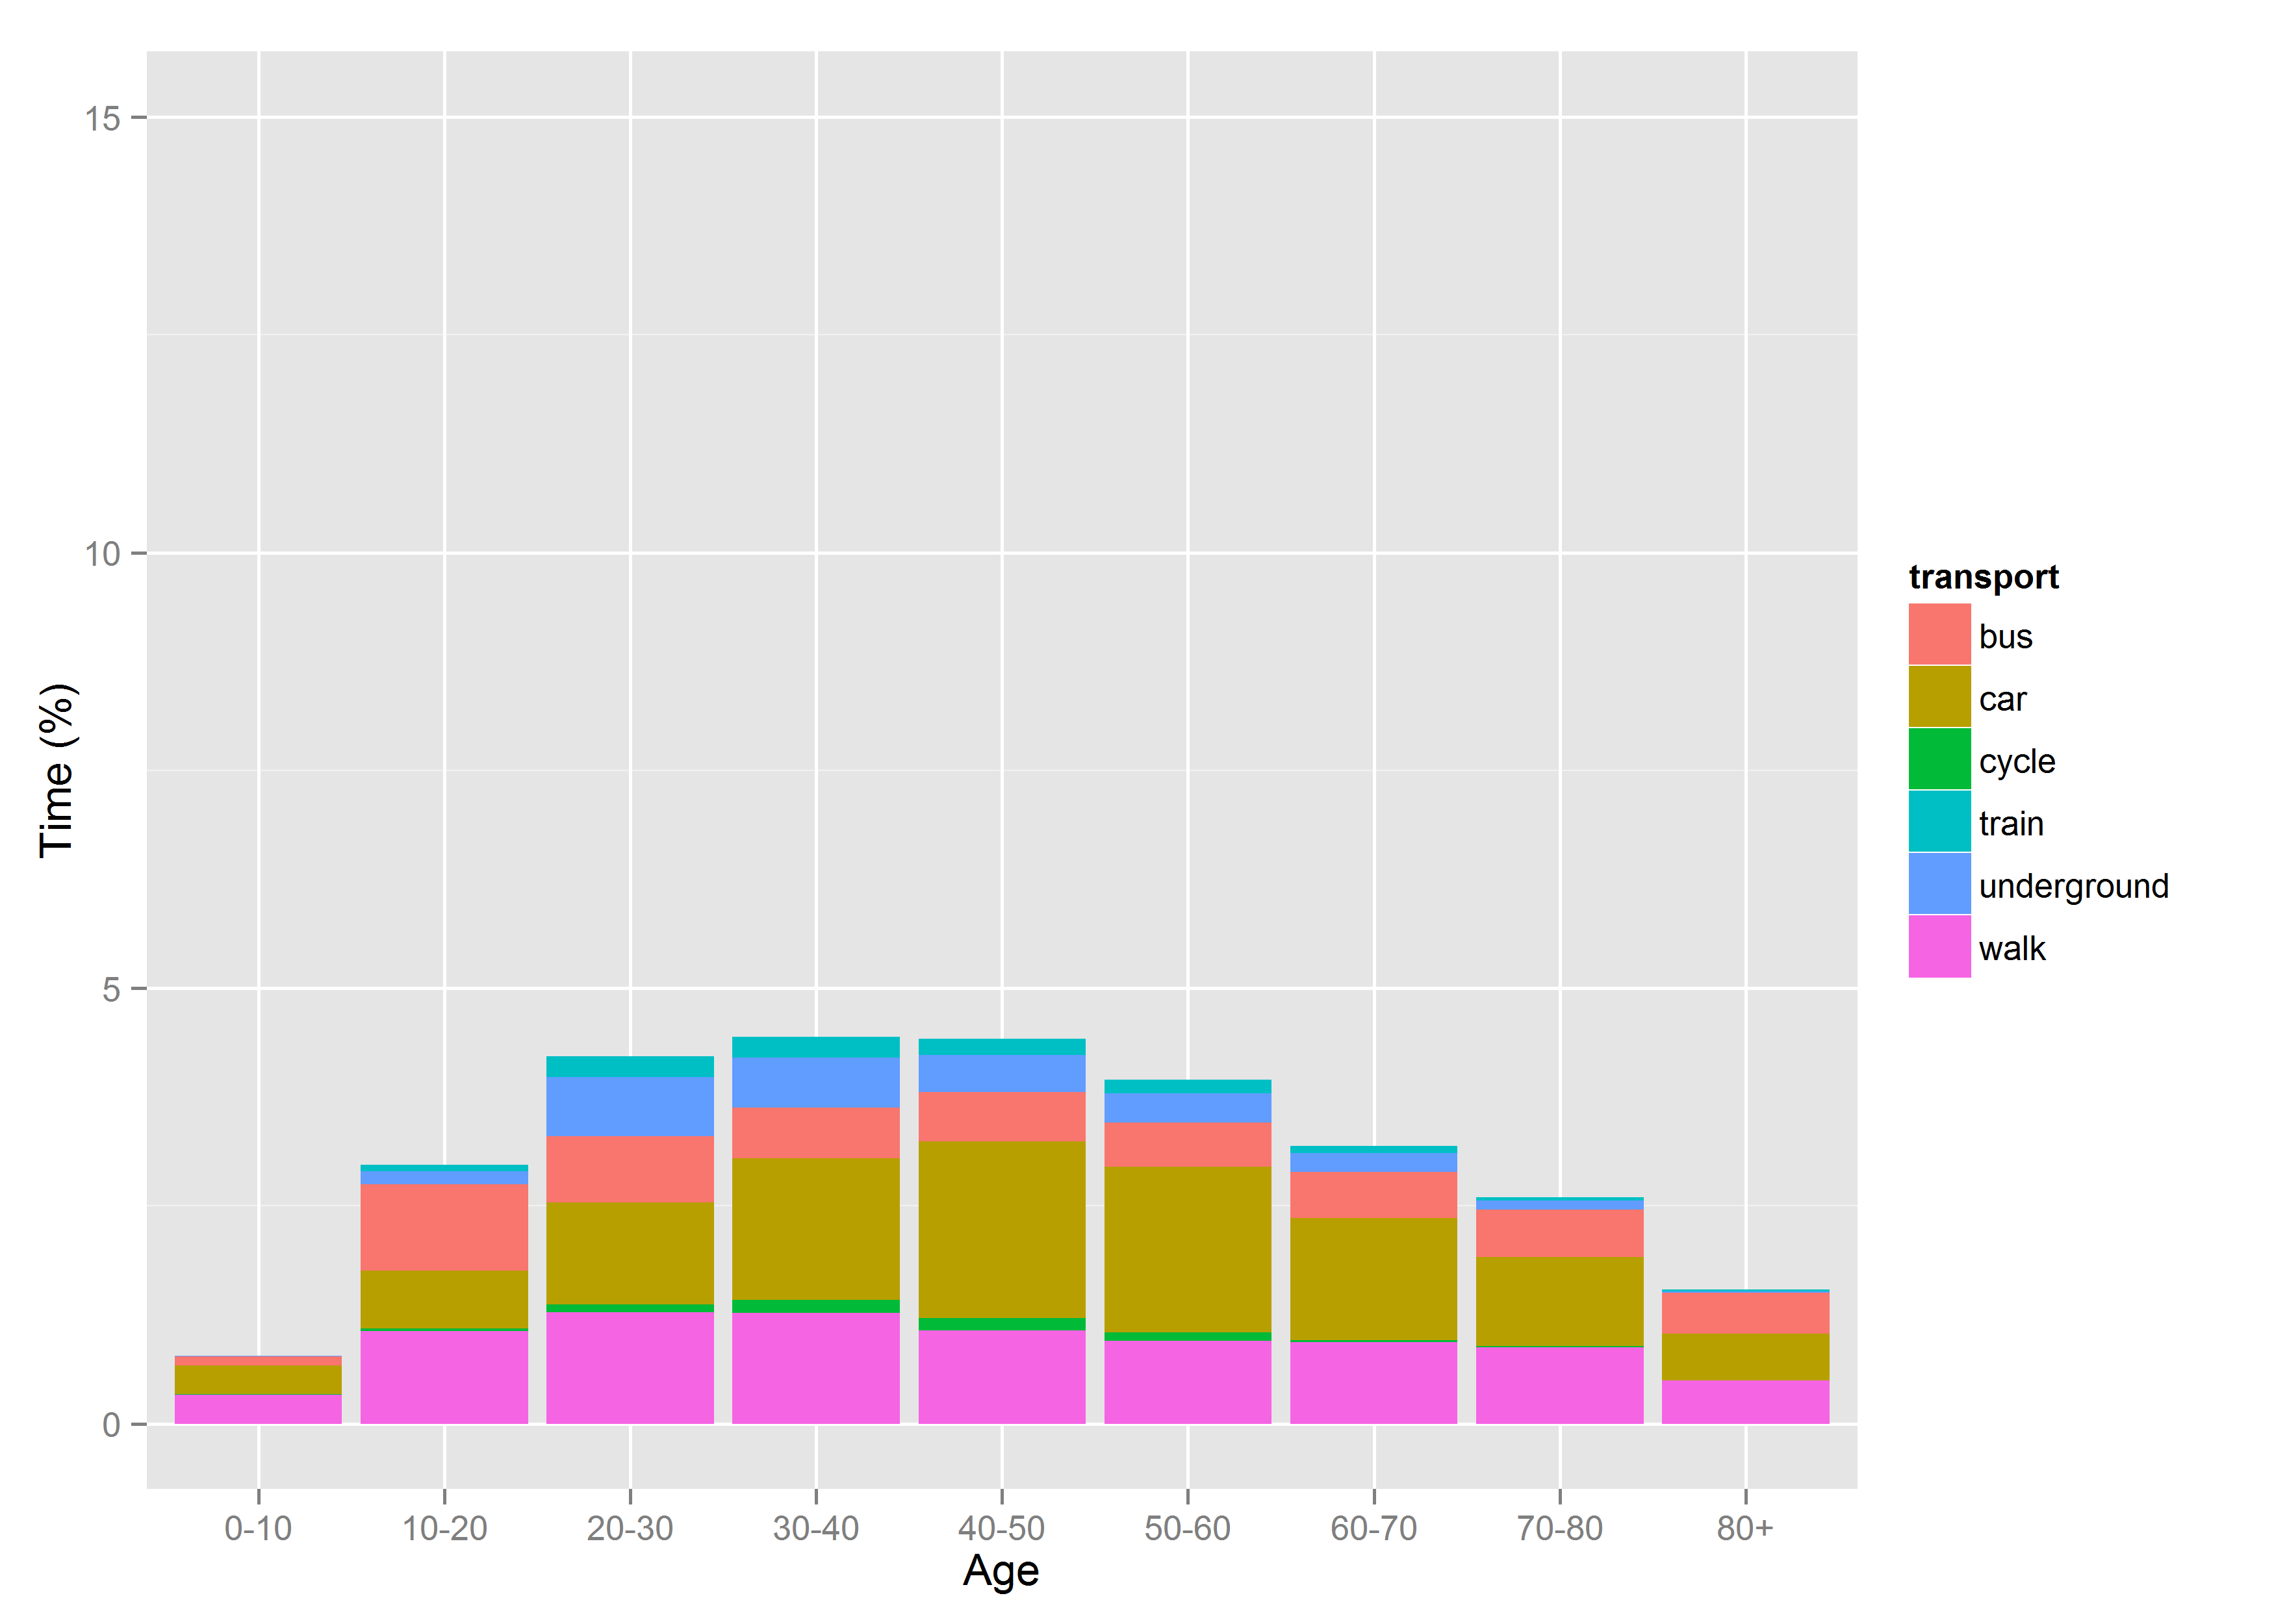 Time (%)
15
10
5
0
0-10 10-20 20-30 30-40 40-50 50-60 60-70 70-80 80+
Age
transport
bus
car
cycle
train
underground
walk